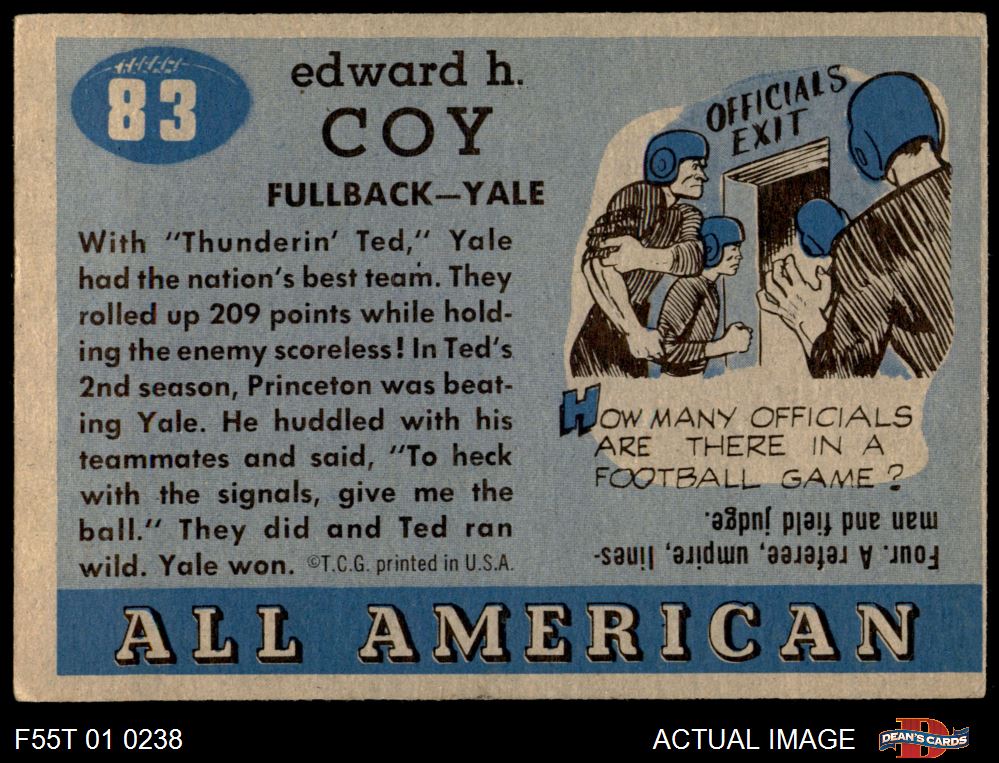 83
edward h.
COY
FULLBACK—YALE
With "Thunderin' Ted," Yale
had the nation's best team. They
rolled up 209 points while hold-
ing the enemy scoreless! In Ted's
2nd season, Princeton was beat-
ing Yale. He huddled with his
teammates and said, "To heck
with the signals, give me the
ball." They did and Ted ran
wild. Yale won. ©T.C.G. printed in U.S.A.
OFFICIALS
EXIT
HOW MANY OFFICIALS
ARE THERE IN A
FOOTBALL GAME?
Four. A referee, umpire, lines-
man and field judge.
ALL AMERICAN
F55T 01 0238
ACTUAL IMAGE
D
DEAN'S CARDS